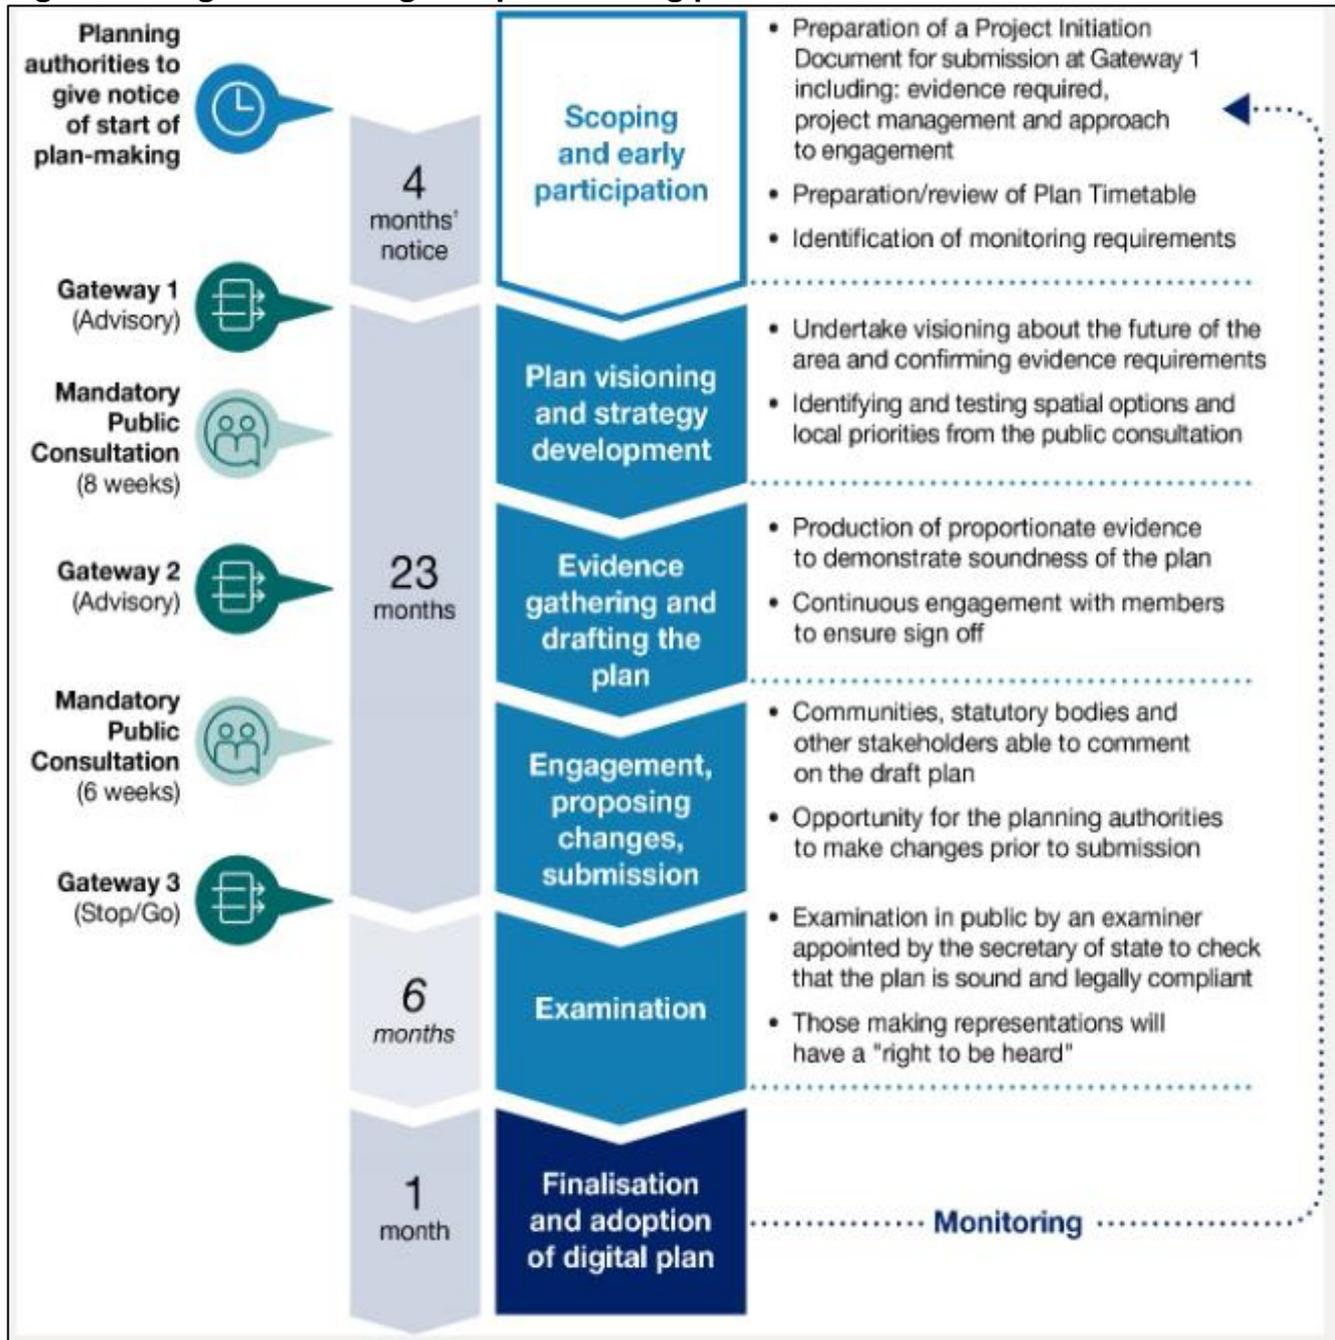 Planning
authorities to
give notice
of start of
plan-making
4
months'
notice
Scoping
and early
participation
• Preparation of a Project Initiation
Document for submission at Gateway 1
including: evidence required,
project management and approach
to engagement
• Preparation/review of Plan Timetable
• Identification of monitoring requirements
Gateway 1
(Advisory)
Mandatory
Public
Consultation
(8 weeks)
Plan visioning
and strategy
development
• Undertake visioning about the future of the
area and confirming evidence requirements
• Identifying and testing spatial options and
local priorities from the public consultation
Gateway 2
(Advisory)
23
months
Evidence
gathering and
drafting the
plan
• Production of proportionate evidence
to demonstrate soundness of the plan
• Continuous engagement with members
to ensure sign off
Mandatory
Public
Consultation
(6 weeks)
Gateway 3
(Stop/Go)
Engagement,
proposing
changes,
submission
• Communities, statutory bodies and
other stakeholders able to comment
on the draft plan
• Opportunity for the planning authorities
to make changes prior to submission
6
months
Examination
• Examination in public by an examiner
appointed by the secretary of state to check
that the plan is sound and legally compliant
• Those making representations will
have a "right to be heard"
1
month
Finalisation
and adoption
of digital plan
Monitoring